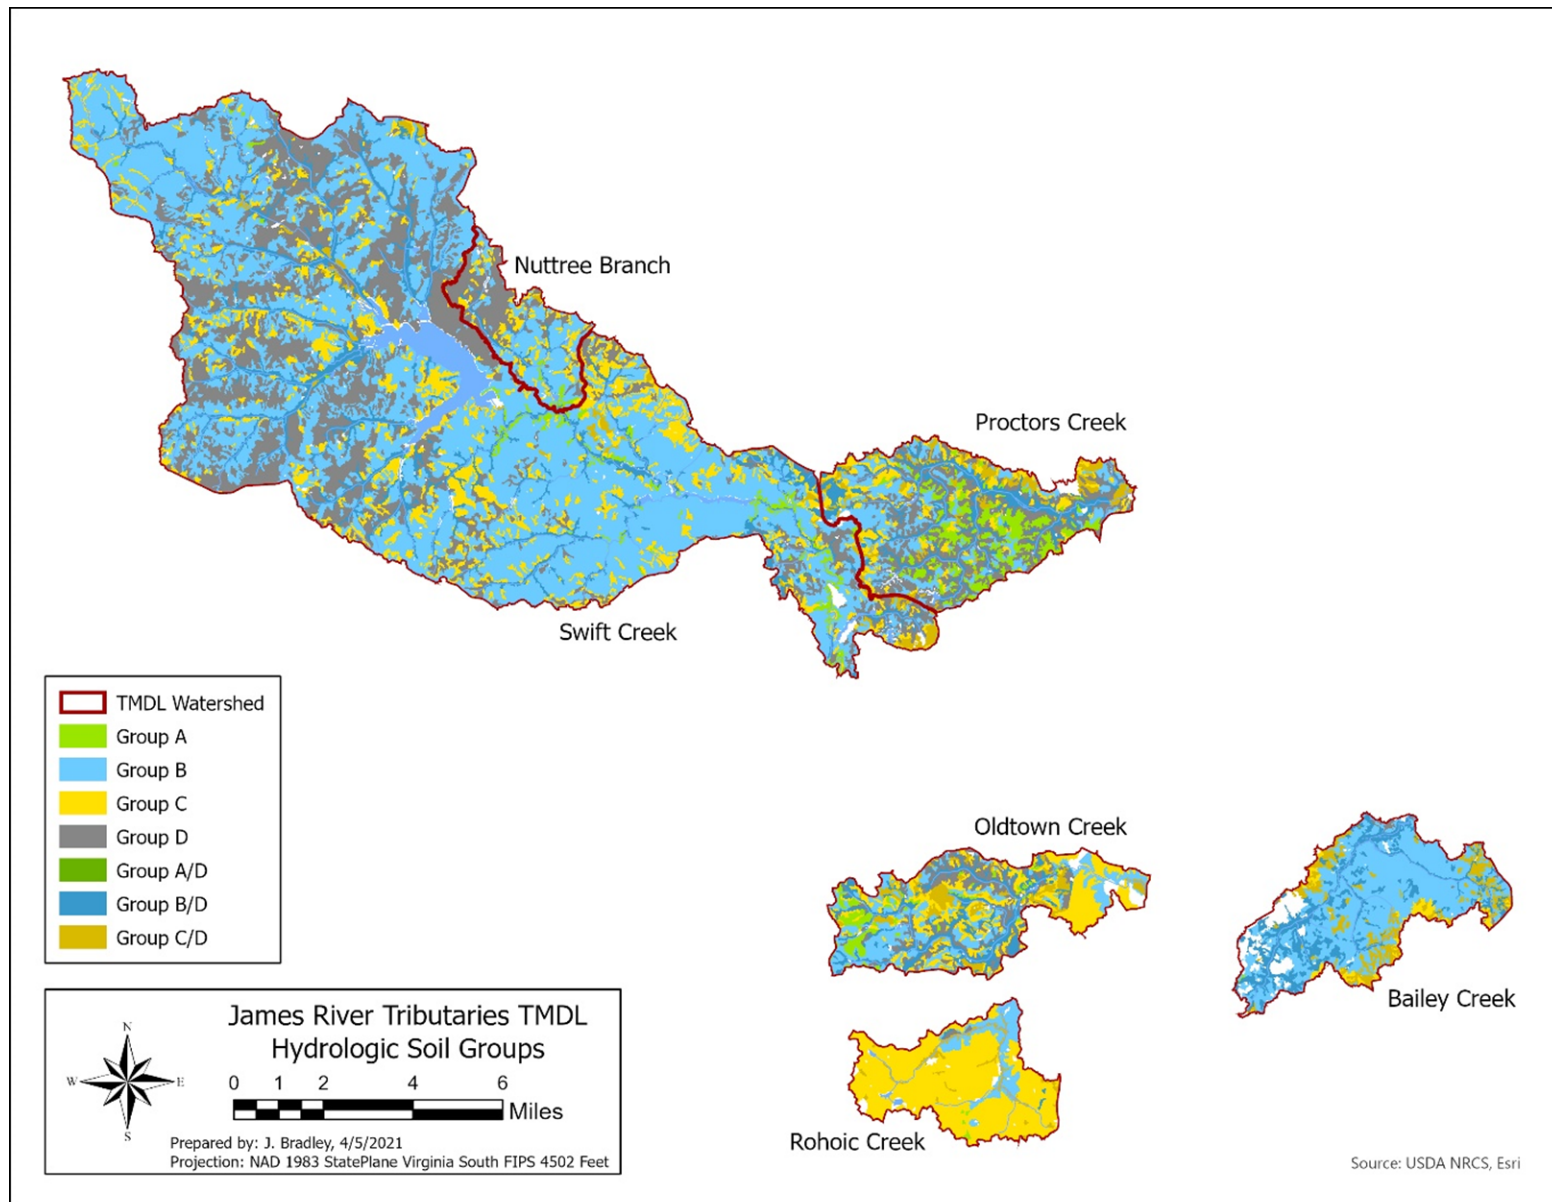 Nuttree Branch
Proctors Creek
Swift Creek
TMDL Watershed
Group A
Group B
Group C
Group D
Group A/D
Group B/D
Group C/D
Oldtown Creek
Bailey Creek
Rohoic Creek
James River Tributaries TMDL
Hydrologic Soil Groups
N
W E
S
0 1 2 4 6
Miles
Prepared by: J. Bradley, 4/5/2021
Projection: NAD 1983 StatePlane Virginia South FIPS 4502 Feet
Source: USDA NRCS, Esri